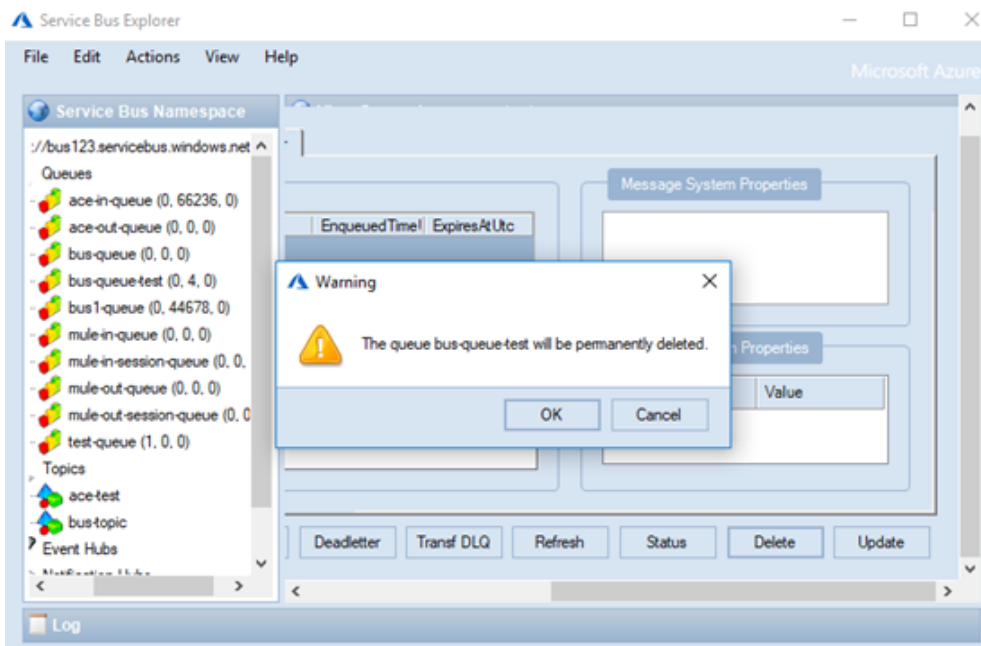 Service Bus Explorer
File Edit Actions View Help
Microsoft Azure
Service Bus Namespace
://bus123.servicebus.windows.net
Queues
ace-in-queue (0, 66236, 0)
ace-out-queue (0, 0, 0)
bus-queue (0, 0, 0)
bus-queue-test (0, 4, 0)
bus1-queue (0, 44678, 0)
mule-in-queue (0, 0, 0)
mule-in-session-queue (0, 0,
mule-out-queue (0, 0, 0)
mule-out-session-queue (0, 0
test-queue (1, 0, 0)
Topics
ace-test
bus-topic
Event Hubs
Message System Properties
EnqueuedTimeI ExpiresAtUtc
Warning
The queue bus-queue-test will be permanently deleted.
OK Cancel
Properties
Value
Deadletter Transf DLQ Refresh Status Delete Update
Log